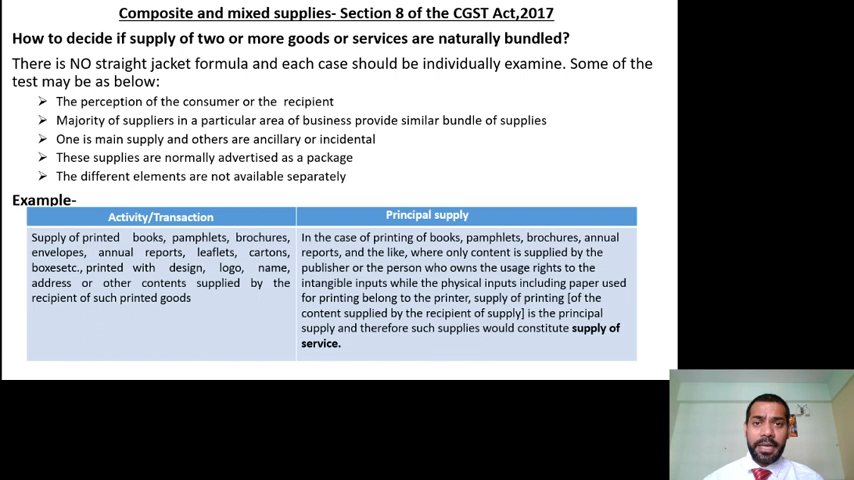 Composite and mixed supplies- Section 8 of the CGST Act,2017
How to decide if supply of two or more goods or services are naturally bundled?
There is NO straight jacket formula and each case should be individually examine. Some of the
test may be as below:
➢ The perception of the consumer or the recipient
➢ Majority of suppliers in a particular area of business provide similar bundle of supplies
➢ One is main supply and others are ancillary or incidental
➢ These supplies are normally advertised as a package
➢ The different elements are not available separately
Example-
Activity/Transaction
Principal supply
Supply of printed books, pamphlets, brochures,
envelopes, annual reports, leaflets, cartons,
boxesetc., printed with design, logo, name,
address or other contents supplied by the
recipient of such printed goods
In the case of printing of books, pamphlets, brochures, annual
reports, and the like, where only content is supplied by the
publisher or the person who owns the usage rights to the
intangible inputs while the physical inputs including paper used
for printing belong to the printer, supply of printing [of the
content supplied by the recipient of supply] is the principal
supply and therefore such supplies would constitute supply of
service.